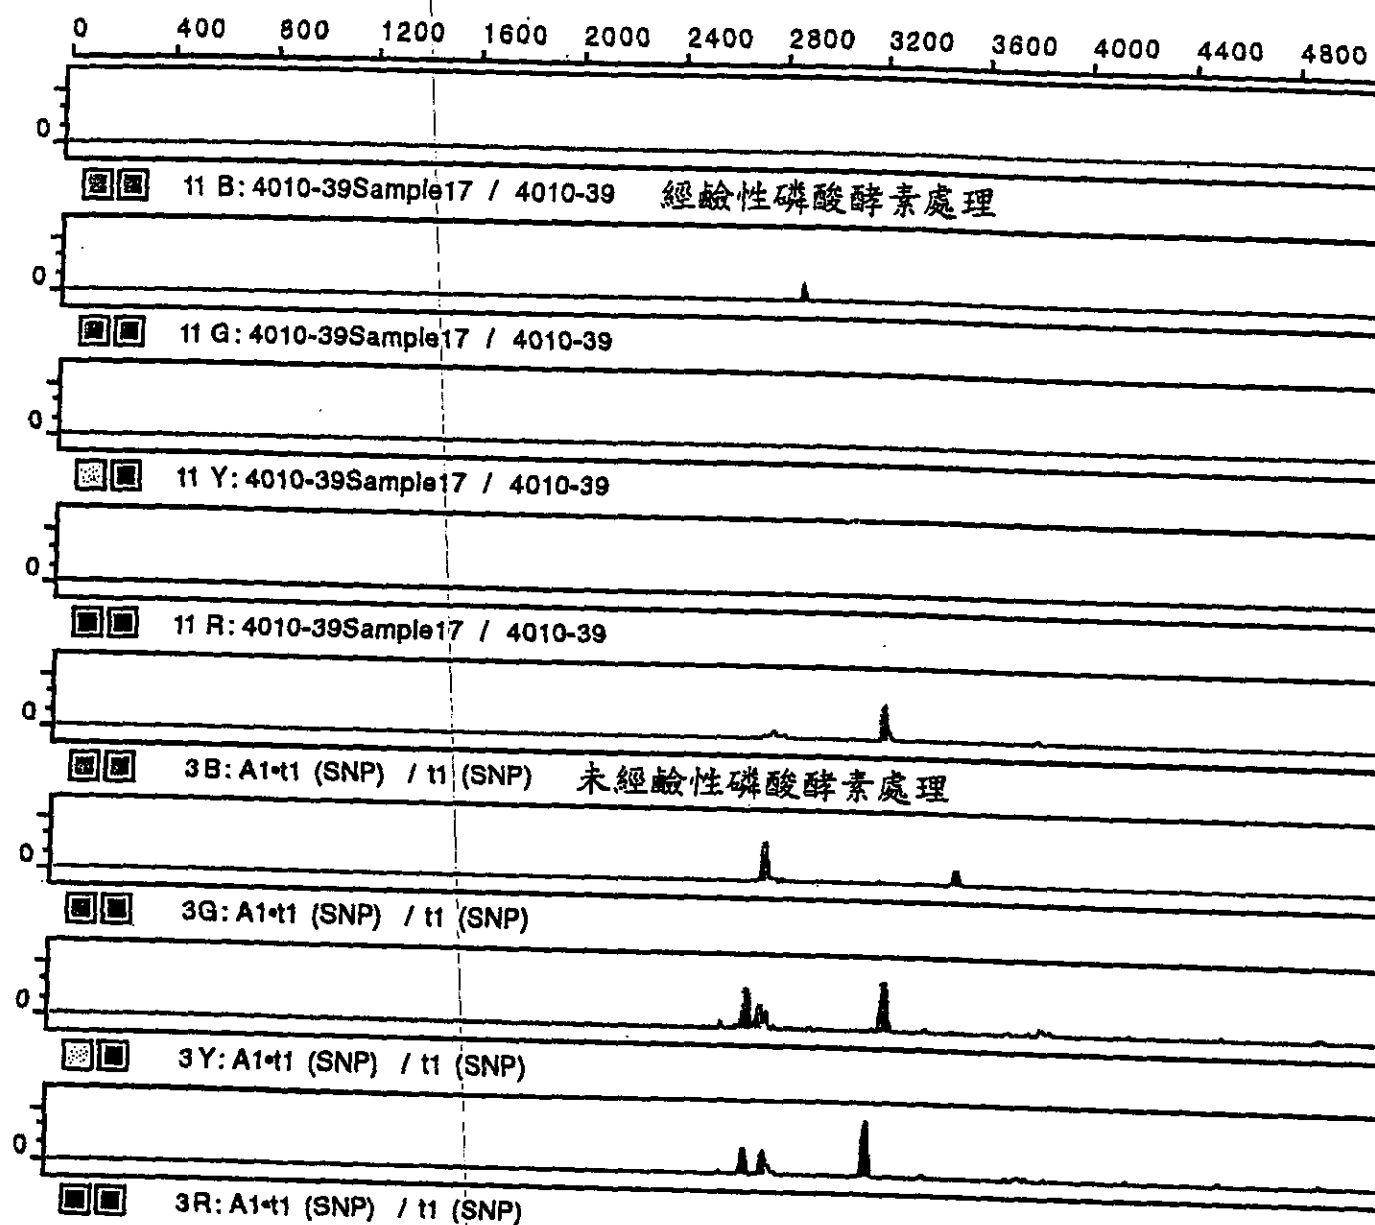 0 400 800 1200 1600 2000 2400 2800 3200 3600 4000 4400 4800
0
11 B: 4010-39Sample17 / 4010-39 經鹼性磷酸酵素處理
0
11 G: 4010-39Sample17 / 4010-39
0
11 Y: 4010-39Sample17 / 4010-39
0
11 R: 4010-39Sample17 / 4010-39
0
3 B: A1•t1 (SNP) / t1 (SNP) 未經鹼性磷酸酵素處理
0
3G: A1•t1 (SNP) / t1 (SNP)
0
3 Y: A1•t1 (SNP) / t1 (SNP)
0
3R: A1•t1 (SNP) / t1 (SNP)